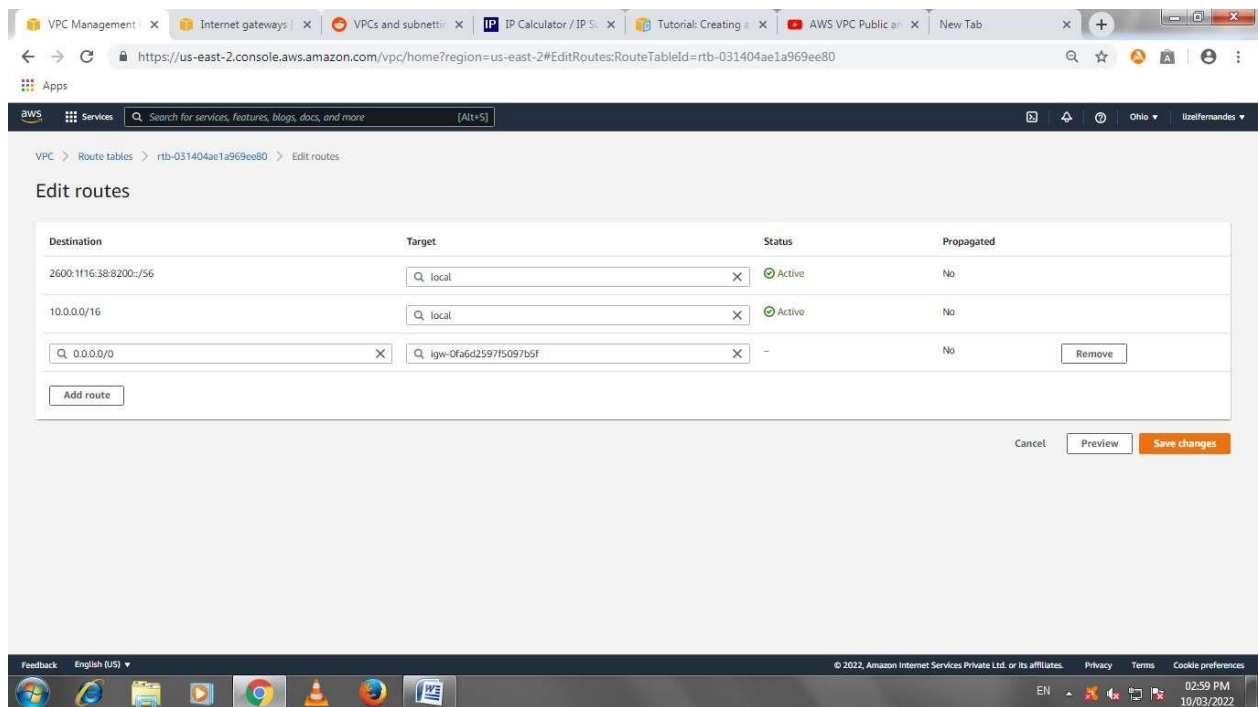 VPC Management
Internet gateways |
VPCs and subnettin
IP IP Calculator / IP Su
Tutorial: Creating a
AWS VPC Public an
New Tab
https://us-east-2.console.aws.amazon.com/vpc/home?region=us-east-2#EditRoutes:RouteTableId=rtb-031404ae1a969ee80
Apps
aws Services Search for services, features, blogs, docs, and more [Alt+S] Ohio lizelfernandes
VPC > Route tables > rtb-031404ae1a969ee80 > Edit routes
Edit routes
Destination Target Status Propagated
2600:1f16:38:8200::/56 local Active No
10.0.0.0/16 local Active No
0.0.0.0/0 igw-0fa6d2597f5097b5f – No Remove
Add route
Cancel Preview Save changes
Feedback English (US) © 2022, Amazon Internet Services Private Ltd. or its affiliates. Privacy Terms Cookie preferences
EN 02:59 PM
10/03/2022